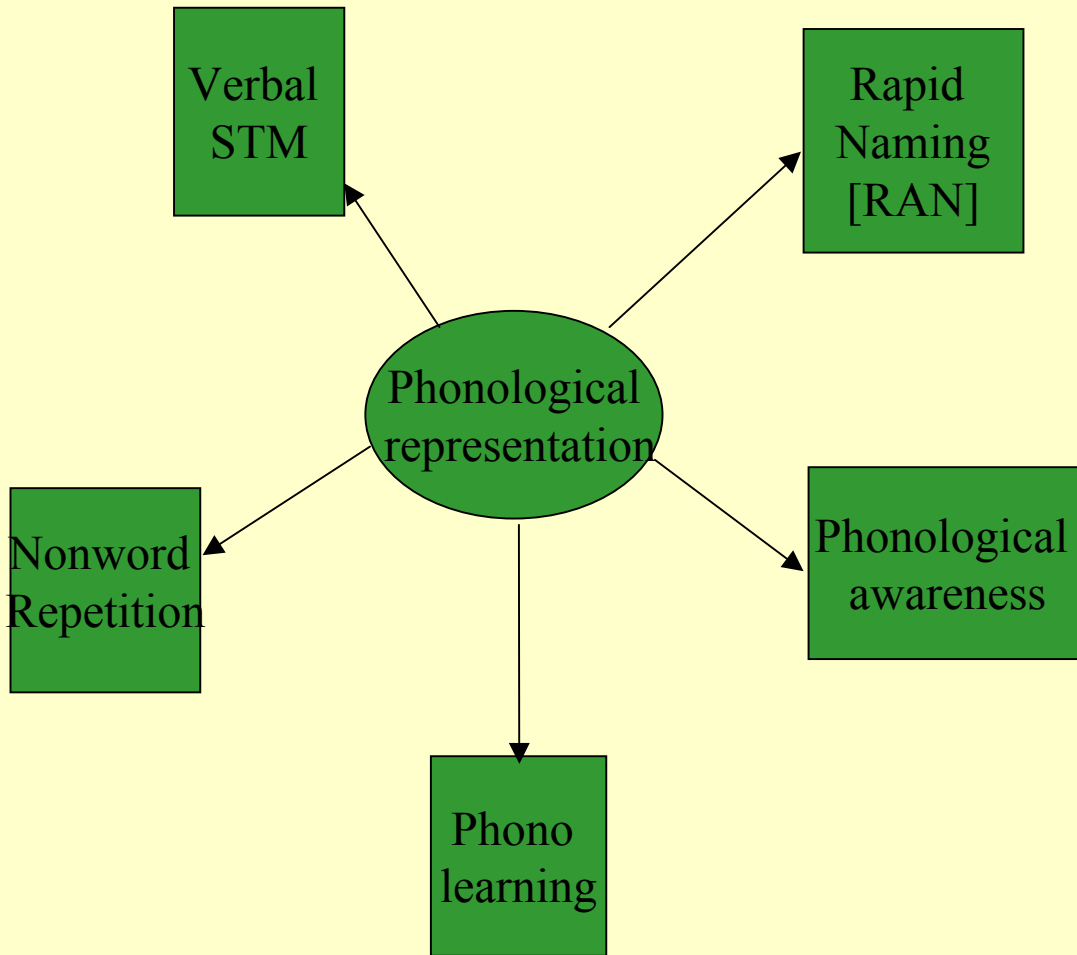 Verbal
STM
Rapid
Naming
[RAN]
Phonological
representation
Nonword
Repetition
Phonological
awareness
Phono
learning